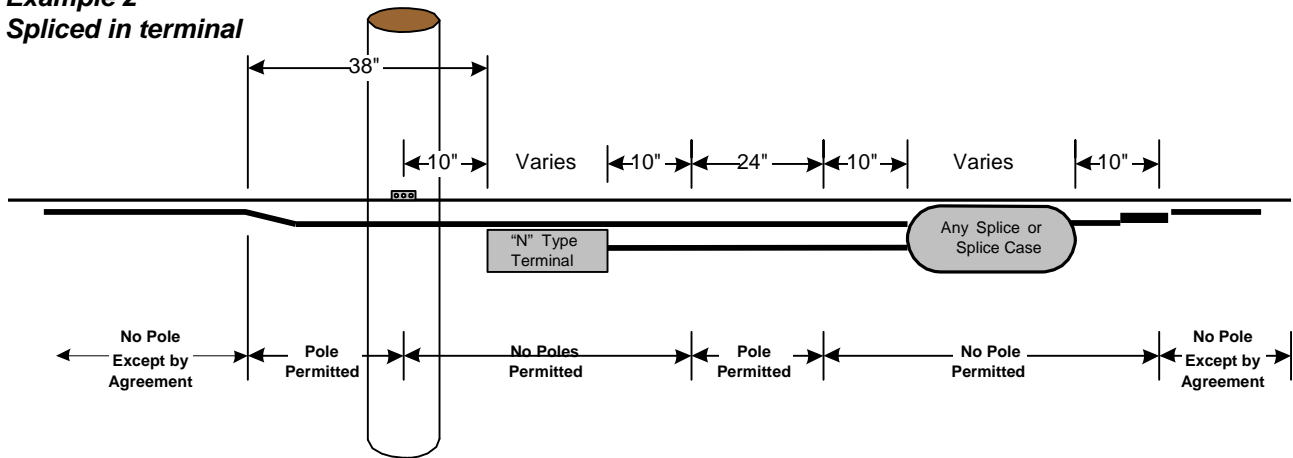 Example 2
Spliced in terminal
38"
10"
Varies
10"
24"
10"
Varies
10"
"N" Type
Terminal
Any Splice or
Splice Case
No Pole
Except by
Agreement
Pole
Permitted
No Poles
Permitted
Pole
Permitted
No Pole
Permitted
No Pole
Except by
Agreement